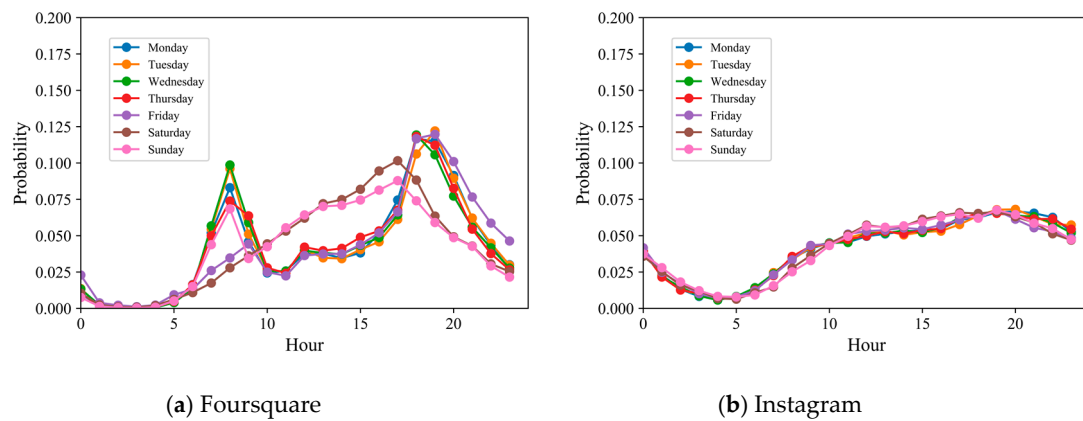 0.200
0.175
0.150
0.125
0.100
0.075
0.050
0.025
0.000
Probability
Monday
Tuesday
Wednesday
Thursday
Friday
Saturday
Sunday
0 5 10 15 20
Hour
(a) Foursquare
0.200
0.175
0.150
0.125
0.100
0.075
0.050
0.025
0.000
Probability
Monday
Tuesday
Wednesday
Thursday
Friday
Saturday
Sunday
0 5 10 15 20
Hour
(b) Instagram